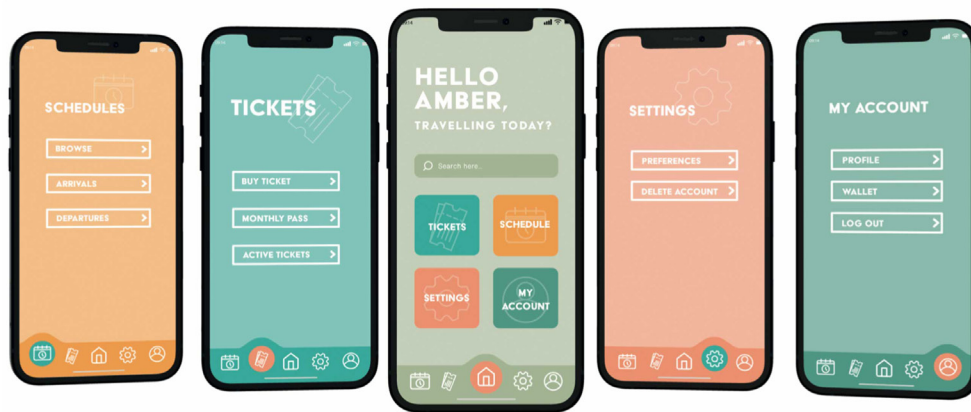 SCHEDULES
BROWSE
ARRIVALS
DEPARTURES
TICKETS
BUY TICKET
MONTHLY PASS
ACTIVE TICKETS
HELLO
AMBER,
TRAVELLING TODAY?
Search here..
TICKETS
SCHEDULE
SETTINGS
MY
ACCOUNT
SETTINGS
PREFERENCES
DELETE ACCOUNT
MY ACCOUNT
PROFILE
WALLET
LOG OUT